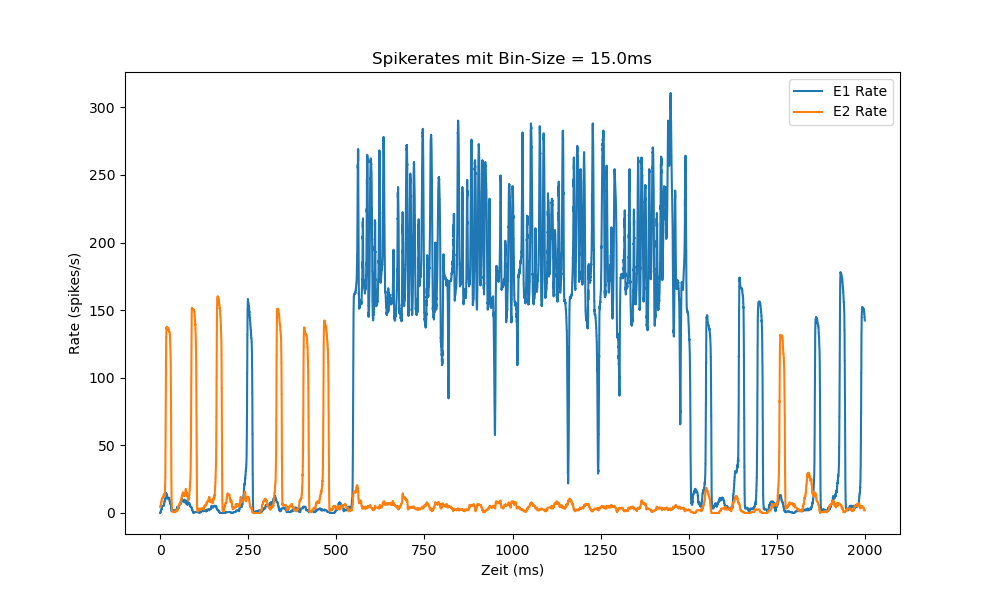 Spikerates mit Bin-Size = 15.0ms
E1 Rate
E2 Rate
300
250
200
150
100
50
0
Rate (spikes/s)
0 250 500 750 1000 1250 1500 1750 2000
Zeit (ms)